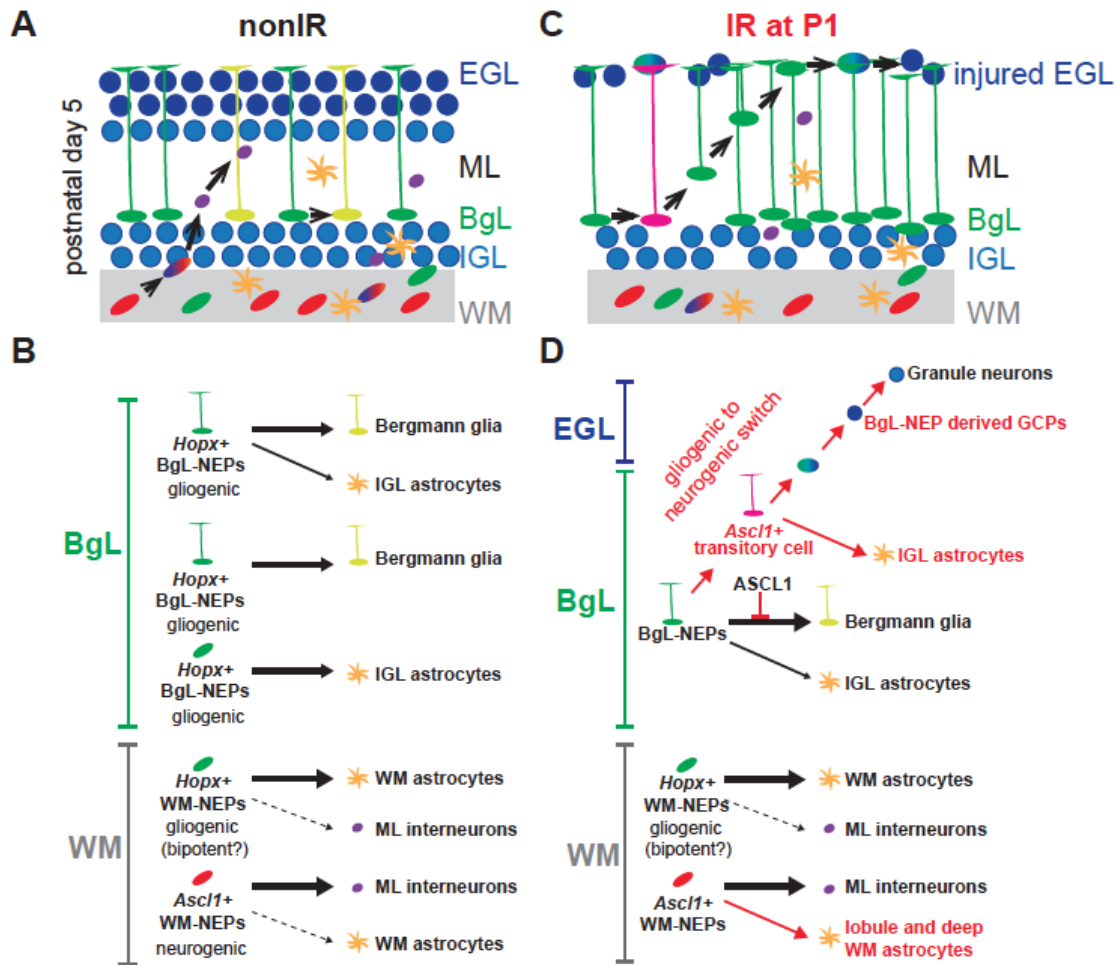 A
nonIR
postnatal day 5
EGL
ML
BgL
IGL
WM
C
IR at P1
injured EGL
ML
BgL
IGL
WM
B
BgL
Hopx+
BgL-NEPs
gliogenic
Bergmann glia
IGL astrocytes
Hopx+
BgL-NEPs
gliogenic
Bergmann glia
Hopx+
BgL-NEPs
gliogenic
IGL astrocytes
WM
Hopx+
WM-NEPs
gliogenic
(bipotent?)
WM astrocytes
ML interneurons
Ascl1+
WM-NEPs
neurogenic
ML interneurons
WM astrocytes
D
EGL
gliogenic to
neurogenic switch
Granule neurons
BgL-NEP derived GCPs
BgL
Ascl1+
transitory cell
IGL astrocytes
ASCL1
BgL-NEPs
Bergmann glia
IGL astrocytes
WM
Hopx+
WM-NEPs
gliogenic
(bipotent?)
WM astrocytes
ML interneurons
Ascl1+
WM-NEPs
ML interneurons
lobule and deep
WM astrocytes